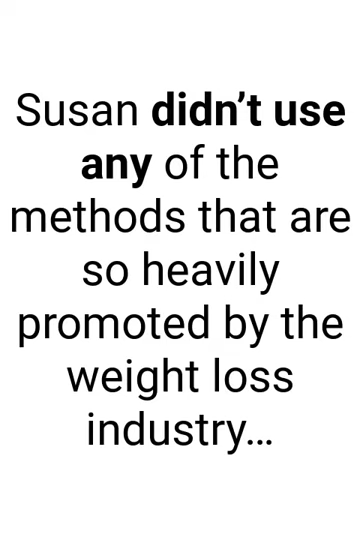 Susan didn’t use
any of the
methods that are
so heavily
promoted by the
weight loss
industry...